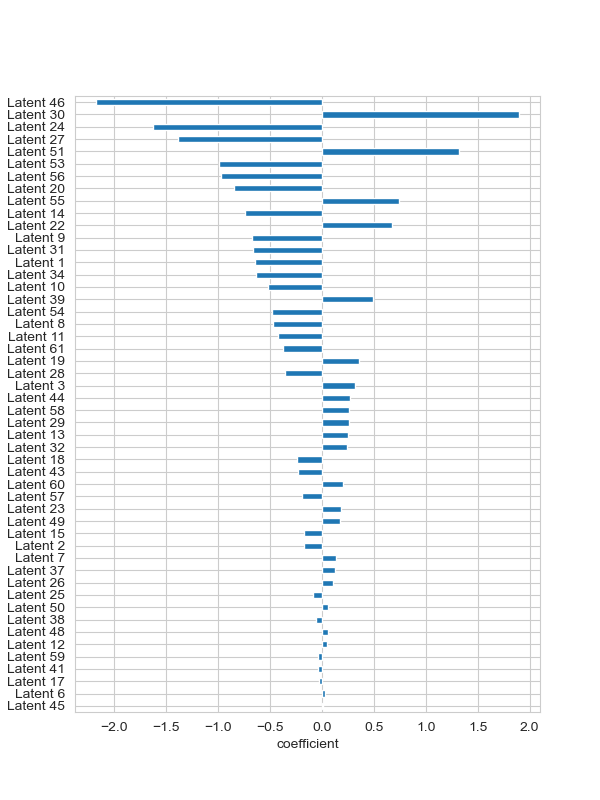 Latent 46
Latent 30
Latent 24
Latent 27
Latent 51
Latent 53
Latent 56
Latent 20
Latent 55
Latent 14
Latent 22
Latent 9
Latent 31
Latent 1
Latent 34
Latent 10
Latent 39
Latent 54
Latent 8
Latent 11
Latent 61
Latent 19
Latent 28
Latent 3
Latent 44
Latent 58
Latent 29
Latent 13
Latent 32
Latent 18
Latent 43
Latent 60
Latent 57
Latent 23
Latent 49
Latent 15
Latent 2
Latent 7
Latent 37
Latent 26
Latent 25
Latent 50
Latent 38
Latent 48
Latent 12
Latent 59
Latent 41
Latent 17
Latent 6
Latent 45
−2.0 −1.5 −1.0 −0.5 0.0 0.5 1.0 1.5 2.0
coefficient